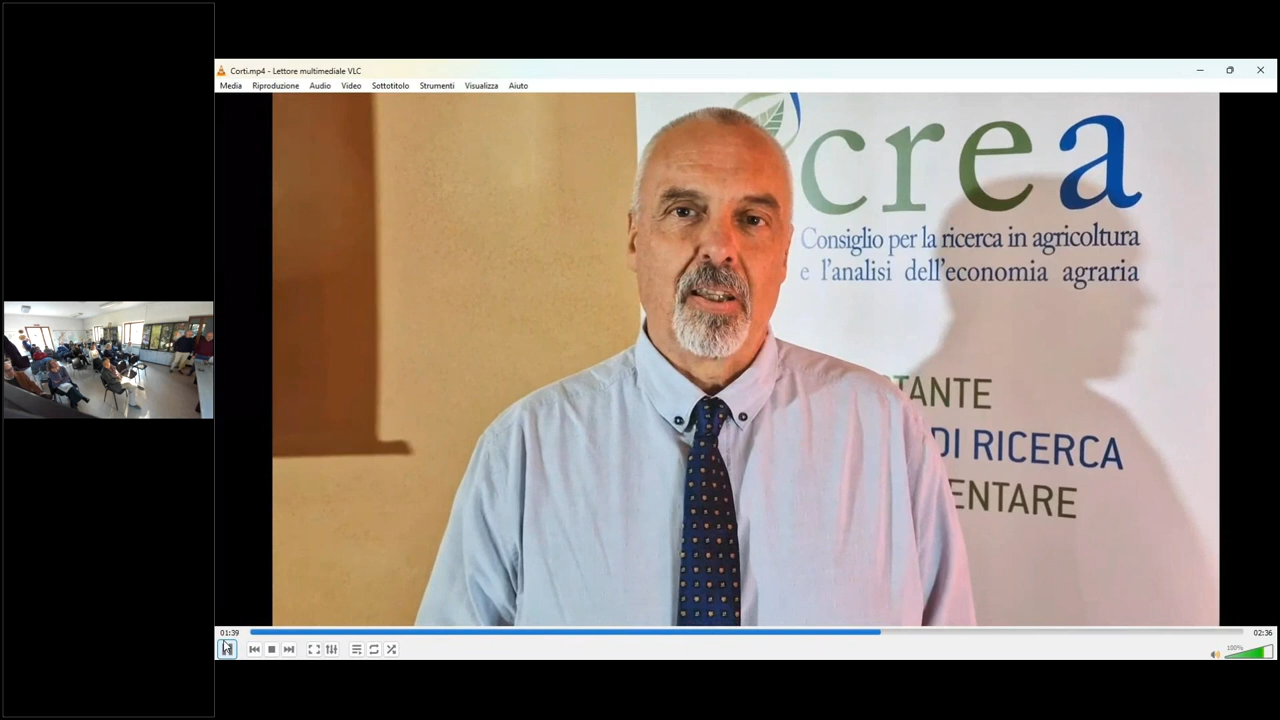 Corti.mp4 - Lettore multimediale VLC
Media Riproduzione Audio Video Sottotitolo Strumenti Visualizza Aiuto
crea
Consiglio per la ricerca in agricoltura
e l'analisi dell'economia agraria
TANTE
DI RICERCA
ENTARE
01:39
02:36
100%